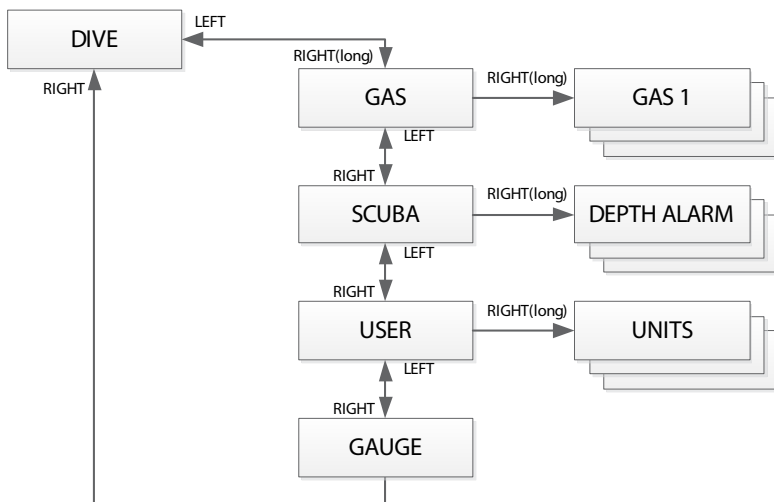 DIVE
LEFT
RIGHT(long)
RIGHT
GAS
RIGHT(long)
GAS 1
LEFT
RIGHT
SCUBA
RIGHT(long)
DEPTH ALARM
LEFT
RIGHT
USER
RIGHT(long)
UNITS
LEFT
RIGHT
GAUGE